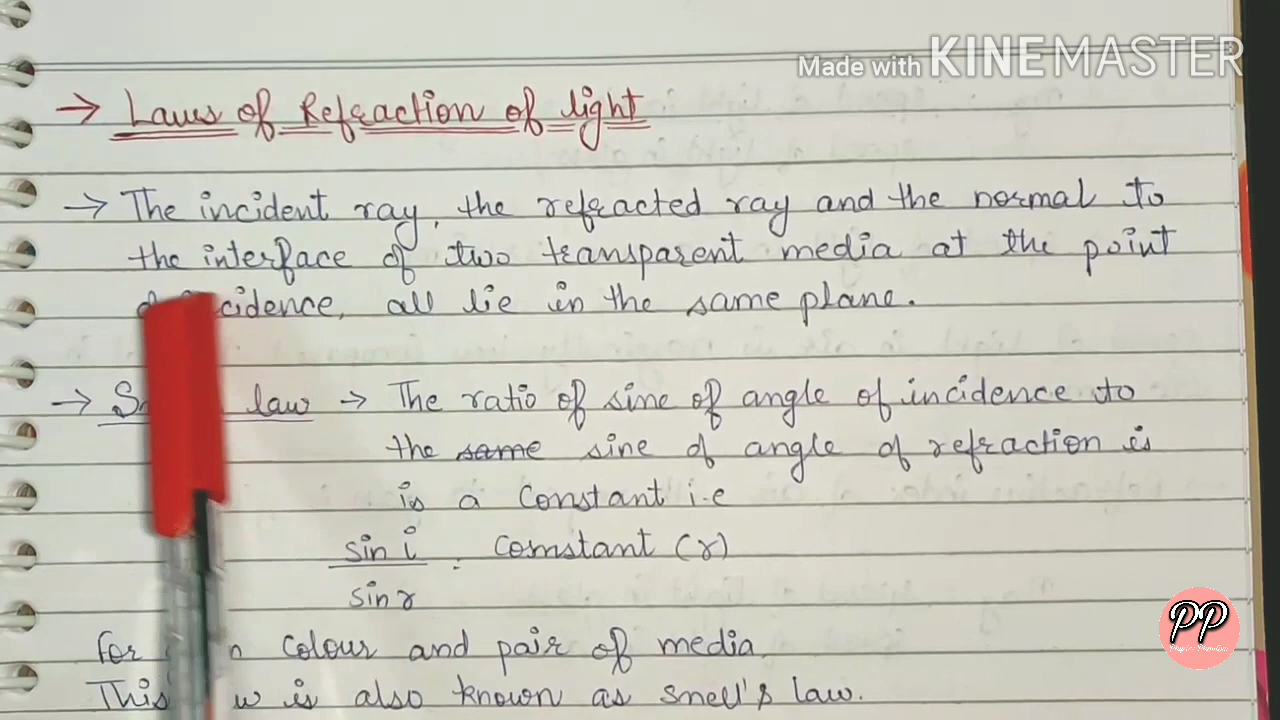 Made with KINEMASTER
→ Laws of Refraction of light
→ The incident ray, the refracted ray and the normal to
the interface of two transparent media at the point
cidence, all lie in the same plane.
→ law → The ratio of sine of angle of incidence to
the same sine of angle of refraction is
is a constant i.e
sin i . constant (r)
sin r
for colour and pair of media.
This is also known as snell's law.
PP